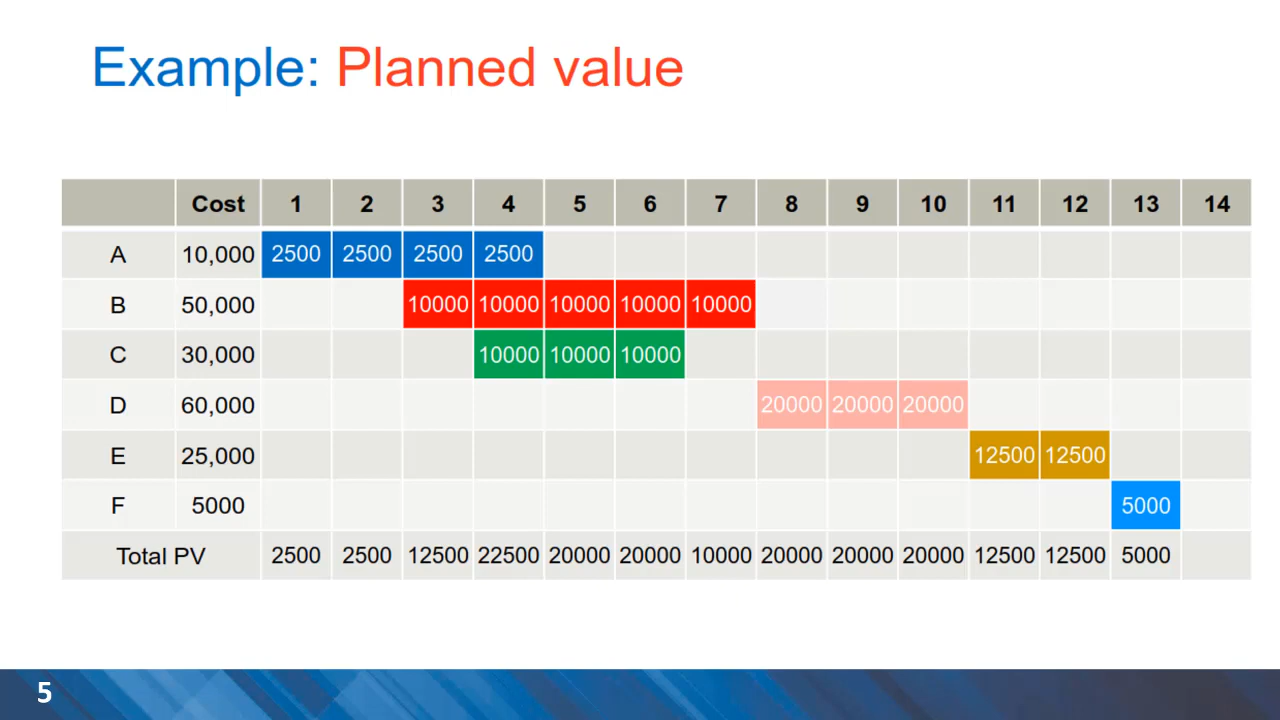 Example: Planned value
Cost 1 2 3 4 5 6 7 8 9 10 11 12 13 14
A 10,000 2500 2500 2500 2500
B 50,000 10000 10000 10000 10000 10000
C 30,000 10000 10000 10000
D 60,000 20000 20000 20000
E 25,000 12500 12500
F 5000 5000
Total PV 2500 2500 12500 22500 20000 20000 10000 20000 20000 20000 12500 12500 5000
5